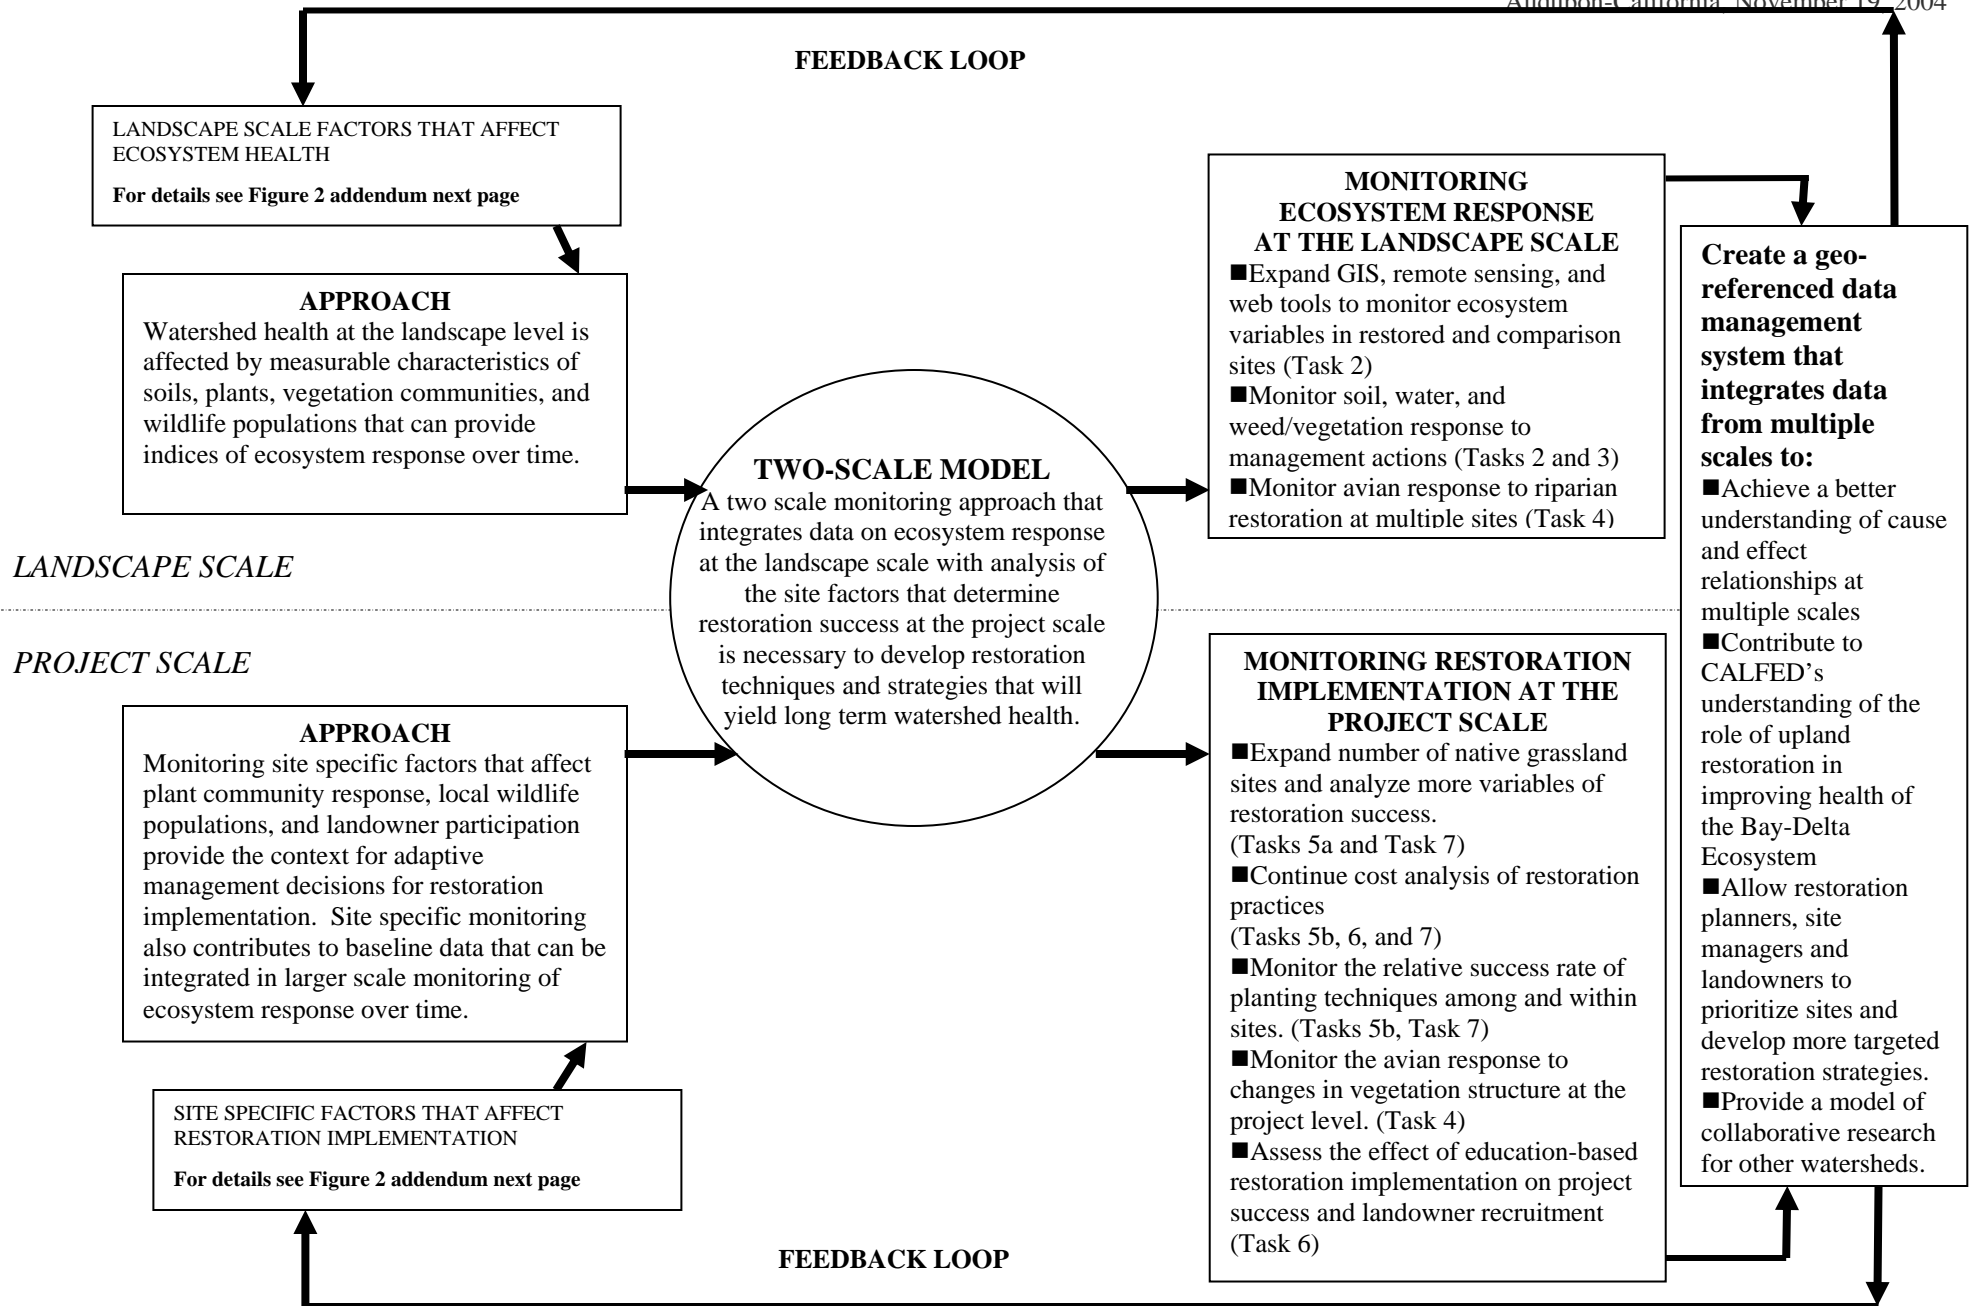 Audubon-California, November 19, 2004
FEEDBACK LOOP
LANDSCAPE SCALE FACTORS THAT AFFECT
ECOSYSTEM HEALTH
For details see Figure 2 addendum next page
APPROACH
Watershed health at the landscape level is
affected by measurable characteristics of
soils, plants, vegetation communities, and
wildlife populations that can provide
indices of ecosystem response over time.
LANDSCAPE SCALE
PROJECT SCALE
APPROACH
Monitoring site specific factors that affect
plant community response, local wildlife
populations, and landowner participation
provide the context for adaptive
management decisions for restoration
implementation.  Site specific monitoring
also contributes to baseline data that can be
integrated in larger scale monitoring of
ecosystem response over time.
SITE SPECIFIC FACTORS THAT AFFECT
RESTORATION IMPLEMENTATION
For details see Figure 2 addendum next page
TWO-SCALE MODEL
A two scale monitoring approach that
integrates data on ecosystem response
at the landscape scale with analysis of
the site factors that determine
restoration success at the project scale
is necessary to develop restoration
techniques and strategies that will
yield long term watershed health.
MONITORING
ECOSYSTEM RESPONSE
AT THE LANDSCAPE SCALE
■Expand GIS, remote sensing, and
web tools to monitor ecosystem
variables in restored and comparison
sites (Task 2)
■Monitor soil, water, and
weed/vegetation response to
management actions (Tasks 2 and 3)
■Monitor avian response to riparian
restoration at multiple sites (Task 4)
MONITORING RESTORATION
IMPLEMENTATION AT THE
PROJECT SCALE
■Expand number of native grassland
sites and analyze more variables of
restoration success.
(Tasks 5a and Task 7)
■Continue cost analysis of restoration
practices
(Tasks 5b, 6, and 7)
■Monitor the relative success rate of
planting techniques among and within
sites. (Tasks 5b, Task 7)
■Monitor the avian response to
changes in vegetation structure at the
project level. (Task 4)
■Assess the effect of education-based
restoration implementation on project
success and landowner recruitment
(Task 6)
Create a geo-
referenced data
management
system that
integrates data
from multiple
scales to:
■Achieve a better
understanding of cause
and effect
relationships at
multiple scales
■Contribute to
CALFED's
understanding of the
role of upland
restoration in
improving health of
the Bay-Delta
Ecosystem
■Allow restoration
planners, site
managers and
landowners to
prioritize sites and
develop more targeted
restoration strategies.
■Provide a model of
collaborative research
for other watersheds.
FEEDBACK LOOP